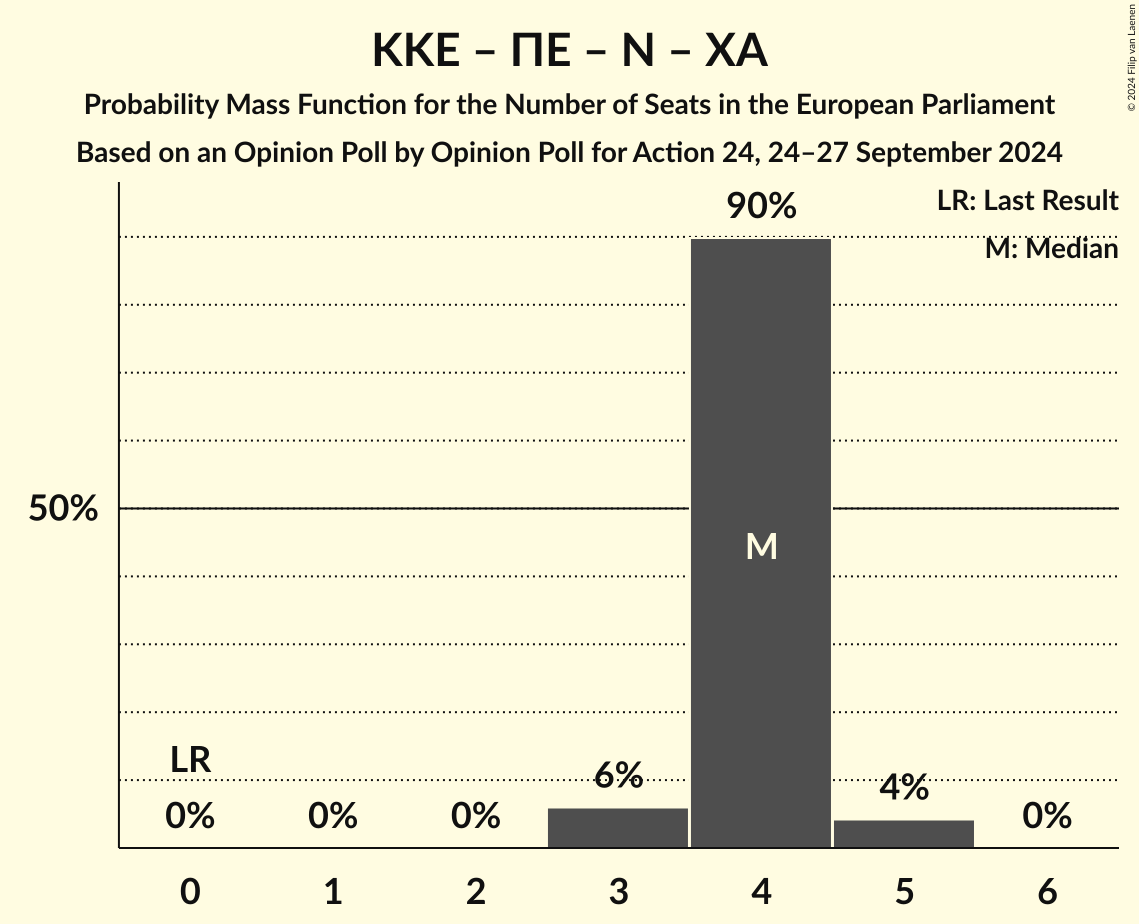 ΚΚΕ – ΠΕ – Ν – ΧΑ
Probability Mass Function for the Number of Seats in the European Parliament
Based on an Opinion Poll by Opinion Poll for Action 24, 24–27 September 2024
© 2024 Filip van Laenen
LR: Last Result
M: Median
90%
50%
M
LR
0%
0%
0%
6%
4%
0%
0
1
2
3
4
5
6